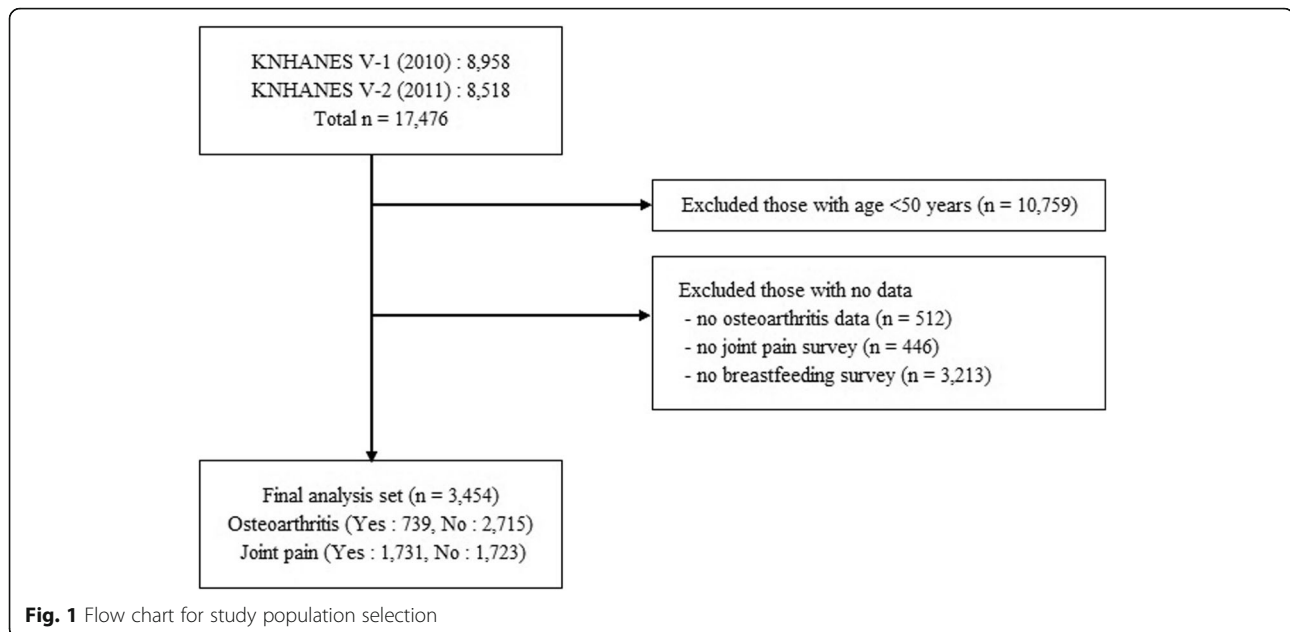 KNHANES V-1 (2010) : 8,958
KNHANES V-2 (2011) : 8,518
Total n = 17,476
Excluded those with age <50 years (n = 10,759)
Excluded those with no data
- no osteoarthritis data (n = 512)
- no joint pain survey (n = 446)
- no breastfeeding survey (n = 3,213)
Final analysis set (n = 3,454)
Osteoarthritis (Yes : 739, No : 2,715)
Joint pain (Yes : 1,731, No : 1,723)
Fig. 1 Flow chart for study population selection